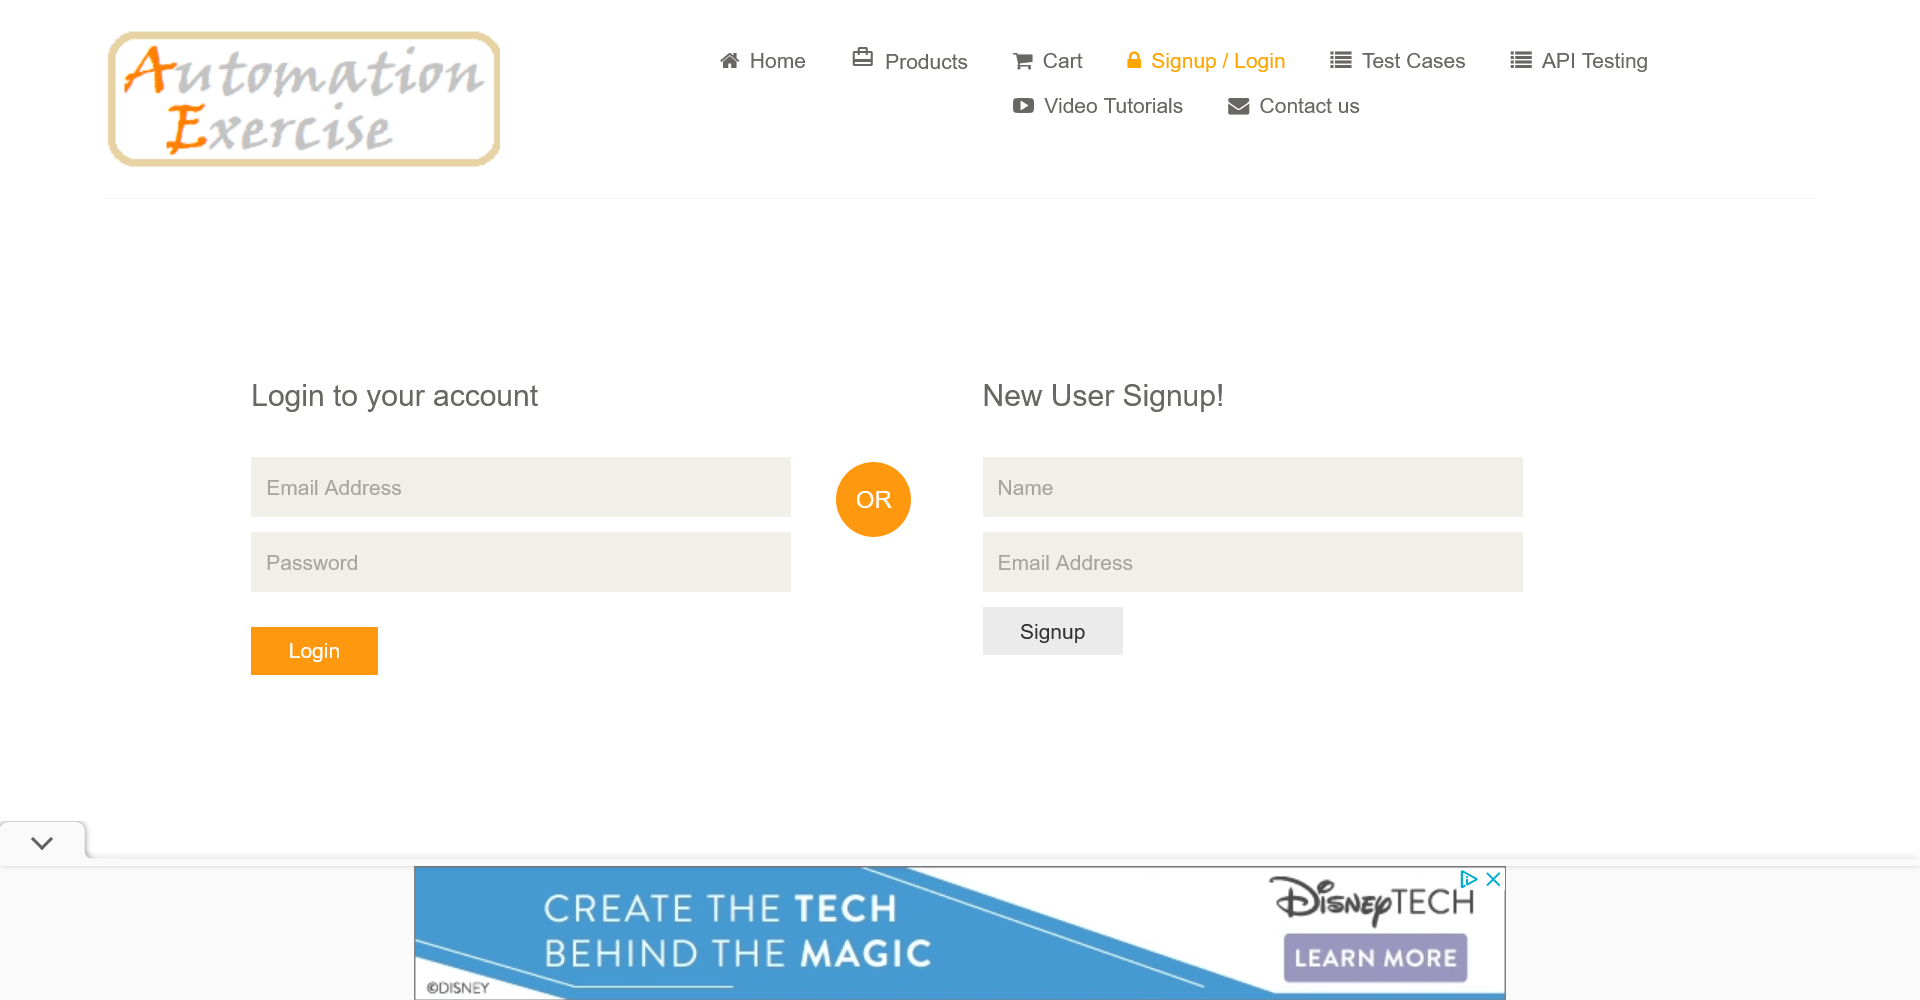 Automation
Exercise
Home
Products
Cart
Signup / Login
Test Cases
API Testing
Video Tutorials
Contact us
Login to your account
Email Address
Password
Login
OR
New User Signup!
Name
Email Address
Signup
CREATE THE TECH
BEHIND THE MAGIC
©DISNEY
DISNEYTECH
LEARN MORE